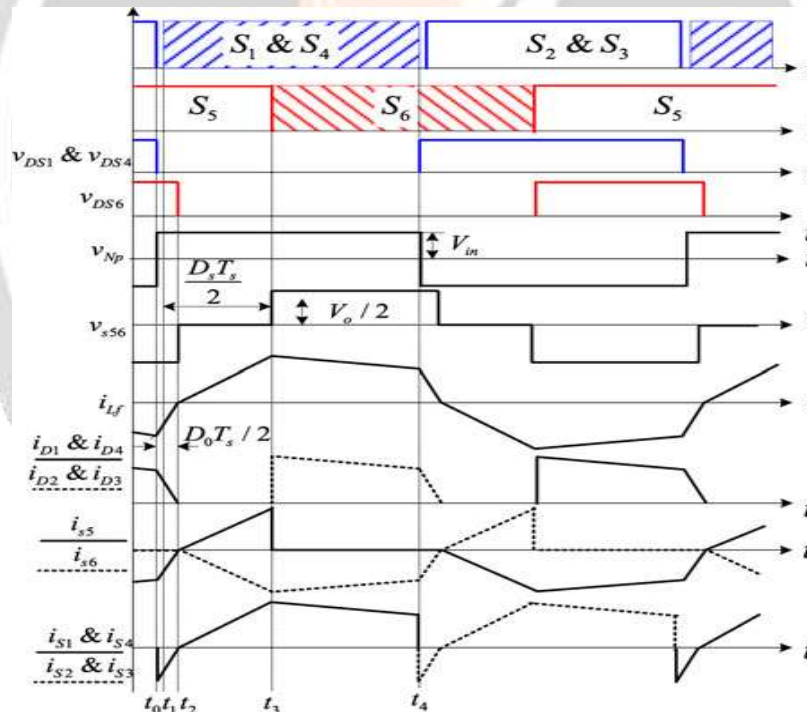 S1 & S4
S2 & S3
S5
S6
S5
vDS1 & vDS4
vDS6
vNp
Vin
DsTs
2
vs56
Vo / 2
iLf
D0Ts / 2
iD1 & iD4
iD2 & iD3
is5
is6
iS1 & iS4
iS2 & iS3
t0 t1 t2 t3 t4